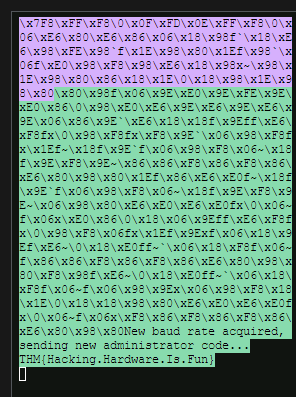 \x7F8\xFF\xF8\0\x0F\xFD\x0E\xFF\xF8\0\x
06\xE6\x80\xE6\x86\x06\x18\x98f`\x18\xE
6\x98\xFE\x98`f\x1E\x98\x80\x1Ef\x98`\x
06f\xE0\x98\xF8\xE6\x18\x98x~\x98\x
1E\x98\x80\x86\x18\x1E\0\x18\x98\x1E\x9
8\x80\x80\x98f\x06\x9E\xE0\x9E\xFE\x9E\
xE0\x86\0\x98\xE0\xE6\x9E\xE6\x9E\xE6\x
9E\x06\x86\x9E`\xE6\x18\x18f\x9Eff\xE6\
xF8fx\0\x98\xF8fx\xF8\x9E`\x06\x98\xF8f
x\x1Ef~\x18f\x9E`f\x06\x98\xF8\x06~\x18
f\x9E\xF8\x9E~\x86\x86\xF8\xF8\x86\xF8\
xE6\x80\x98\x80\x1Ef\x86\xE6\xE0f~\x18f
\x9E`f\x06\x98\xF8\x06~\x18f\x9E\xF8\x9
E~\x06\x98\x80\xE6\xE0\xE6\xE0fx\0\x06~
f\x06x\xE0\x86\0\x18\x06\x9Eff\xE6\xF8f
x\0\x98\xF8\x06fx\x1Ef\x9Exf\x06\x18\x9
Ef\xE6~\0\x18\xE0ff~`\x06\x18\xF8f\x06~
f\x86\x86\xF8\x86\xF8\x86\xE6\x80\x98\x
80\xF8\x98f\xE6~\0\x18\xE0ff~`\x06\x18\
xF8f\x06~f\x06\x98\x9Ex\x06\x98\xF8\x18
\x1E\0\x18\x18\x98\x80\xE6\xE0\xE6\xE0f
x\0\x06~f\x06x\xF8\x86\xF8\x86\xF8\x86\
xE6\x80\x98\x80New baud rate acquired,
sending new administrator code...
THM{Hacking.Hardware.Is.Fun}